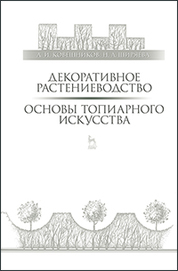 ДЕКОРАТИВНОЕ
РАСТЕНИЕВОДСТВО
ОСНОВЫ ТОПИАРНОГО
ИСКУССТВА